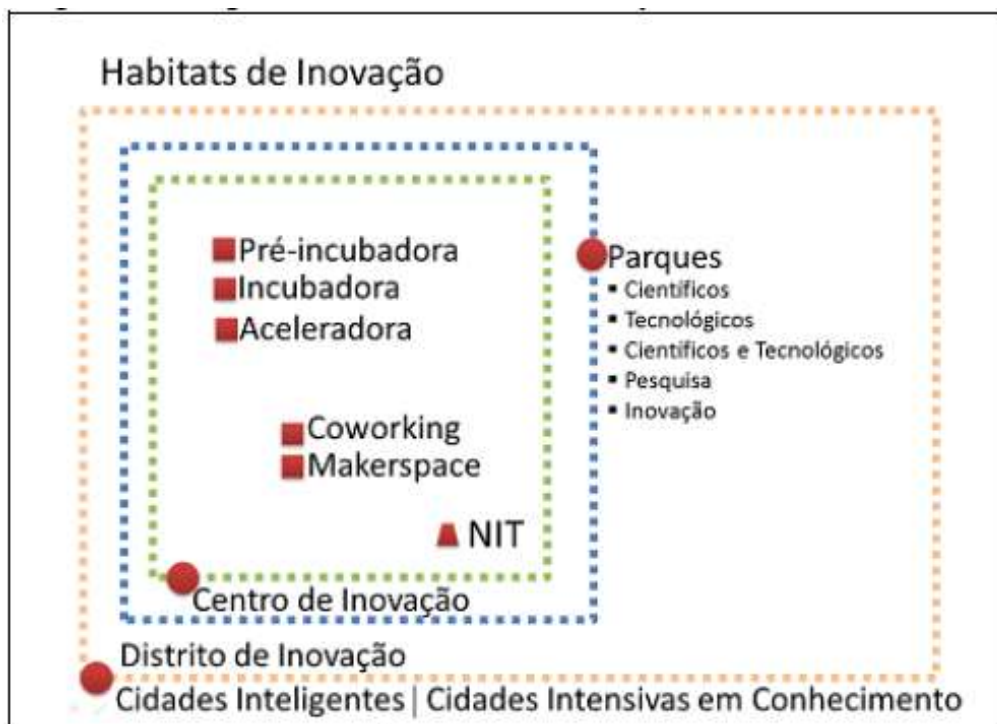 Habitats de Inovação
Pré-incubadora
Incubadora
Aceleradora
Coworking
Makerspace
NIT
Centro de Inovação
Parques
Científicos
Tecnológicos
Científicos e Tecnológicos
Pesquisa
Inovação
Distrito de Inovação
Cidades Inteligentes | Cidades Intensivas em Conhecimento